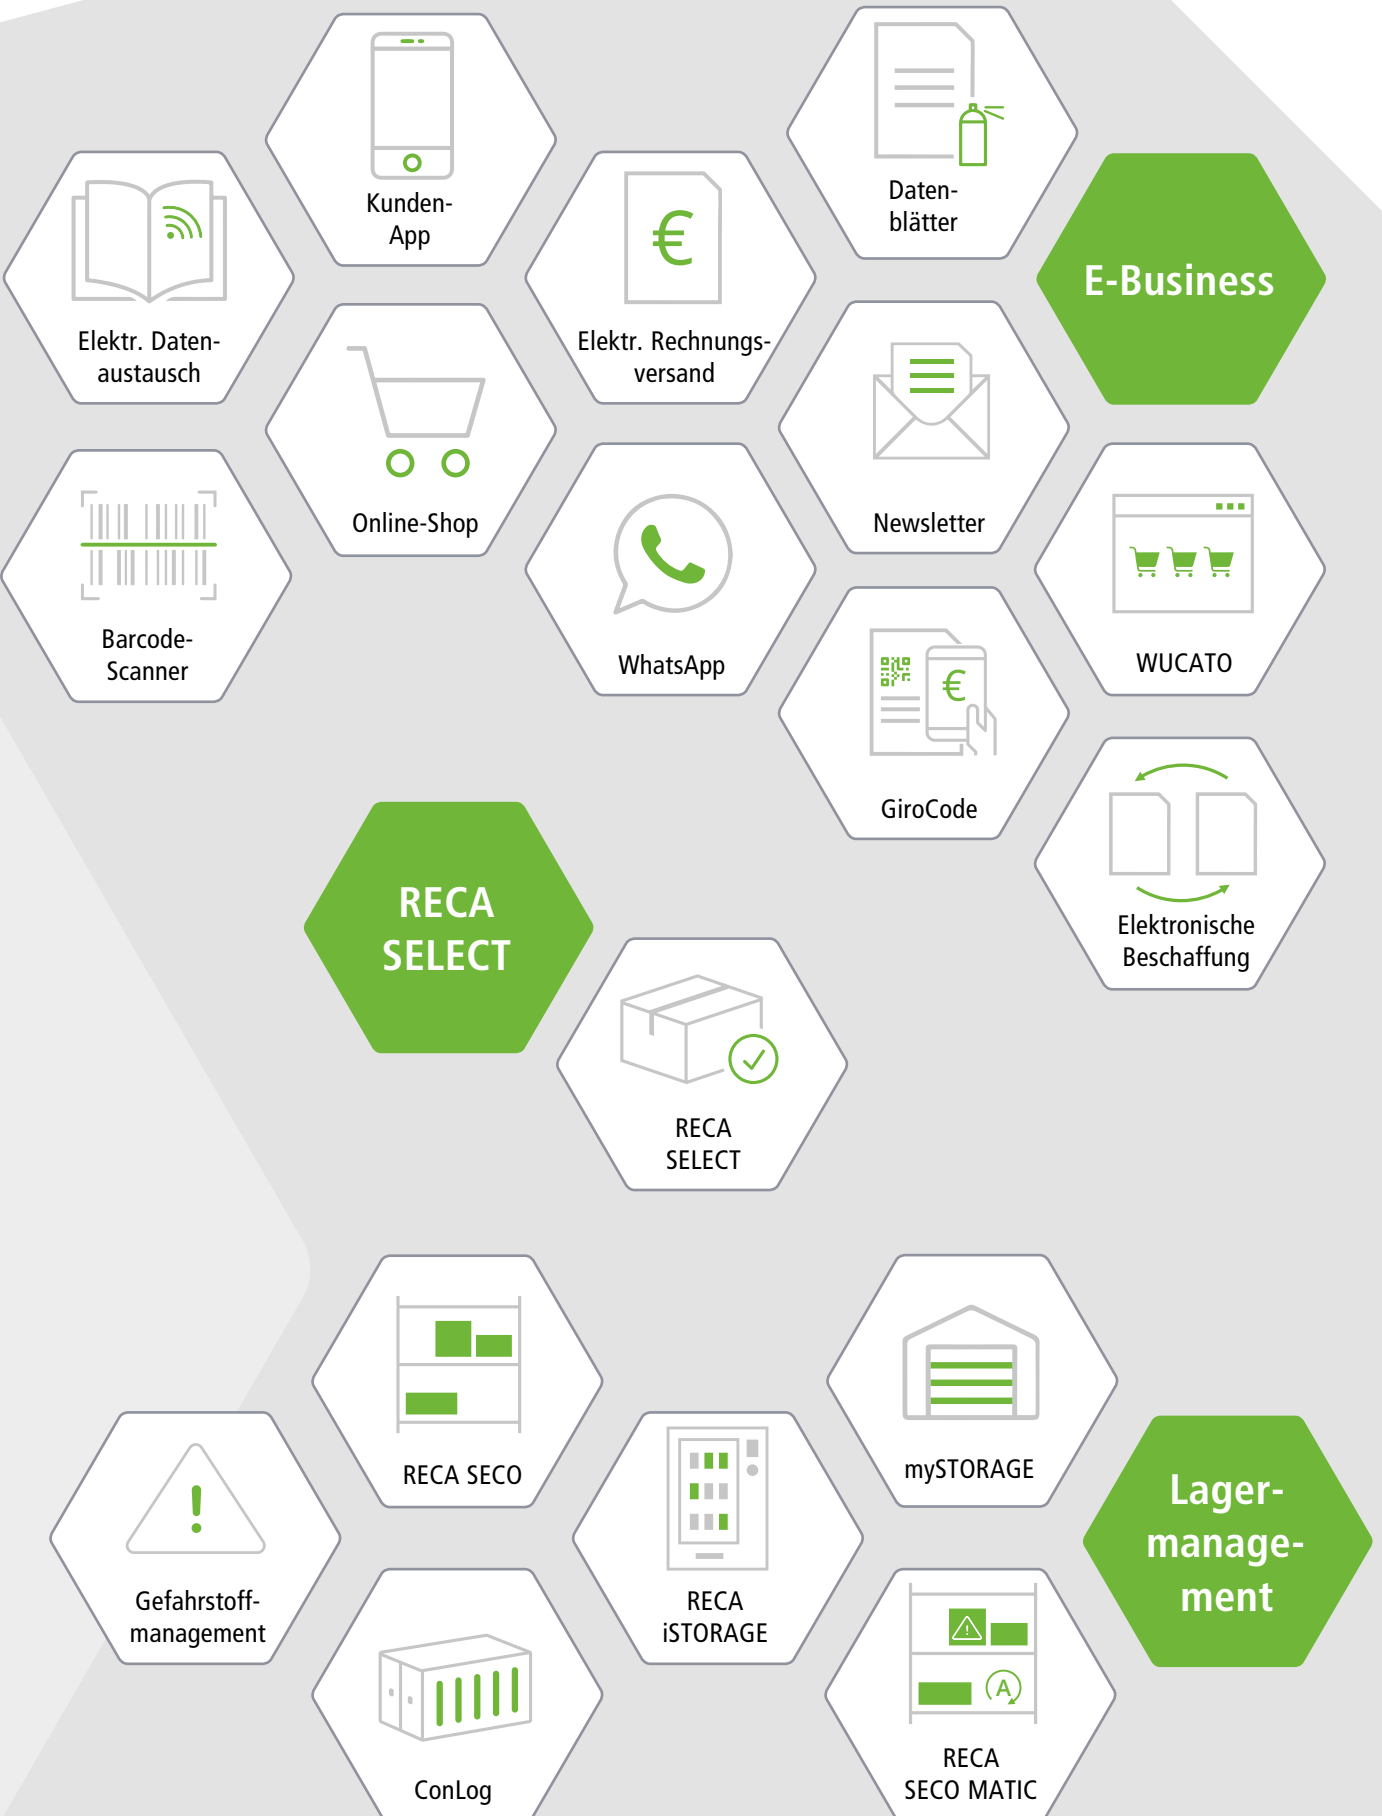 Kunden-
App
Daten-
blätter
E-Business
Elektr. Daten-
austausch
€
Elektr. Rechnungs-
versand
Online-Shop
Newsletter
Barcode-
Scanner
WhatsApp
WUCATO
€
GiroCode
Elektronische
Beschaffung
RECA
SELECT
RECA
SELECT
RECA SECO
mySTORAGE
Lager-
manage-
ment
!
Gefahrstoff-
management
RECA
iSTORAGE
ConLog
!
A
RECA
SECO MATIC